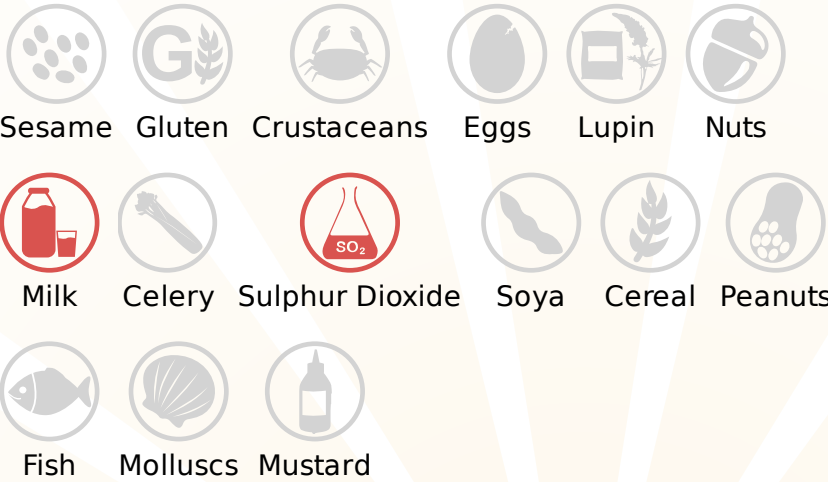 G
Sesame Gluten Crustaceans Eggs Lupin Nuts
SO₂
Milk Celery Sulphur Dioxide Soya Cereal Peanuts
Fish Molluscs Mustard